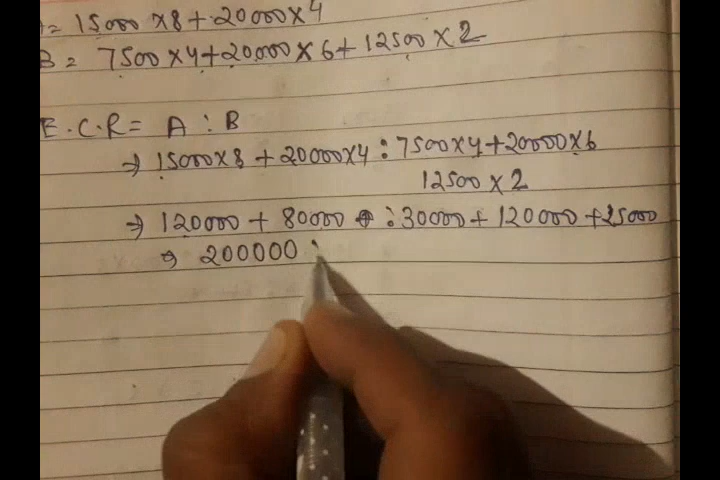 A = 15000 x 8 + 20000 x 4
B = 7500 x 4 + 20000 x 6 + 12500 x 2
E.C.R = A : B
→ 15000 x 8 + 20000 x 4 : 7500 x 4 + 20000 x 6
12500 x 2
→ 120000 + 80000 : 30000 + 120000 + 25000
→ 200000 :